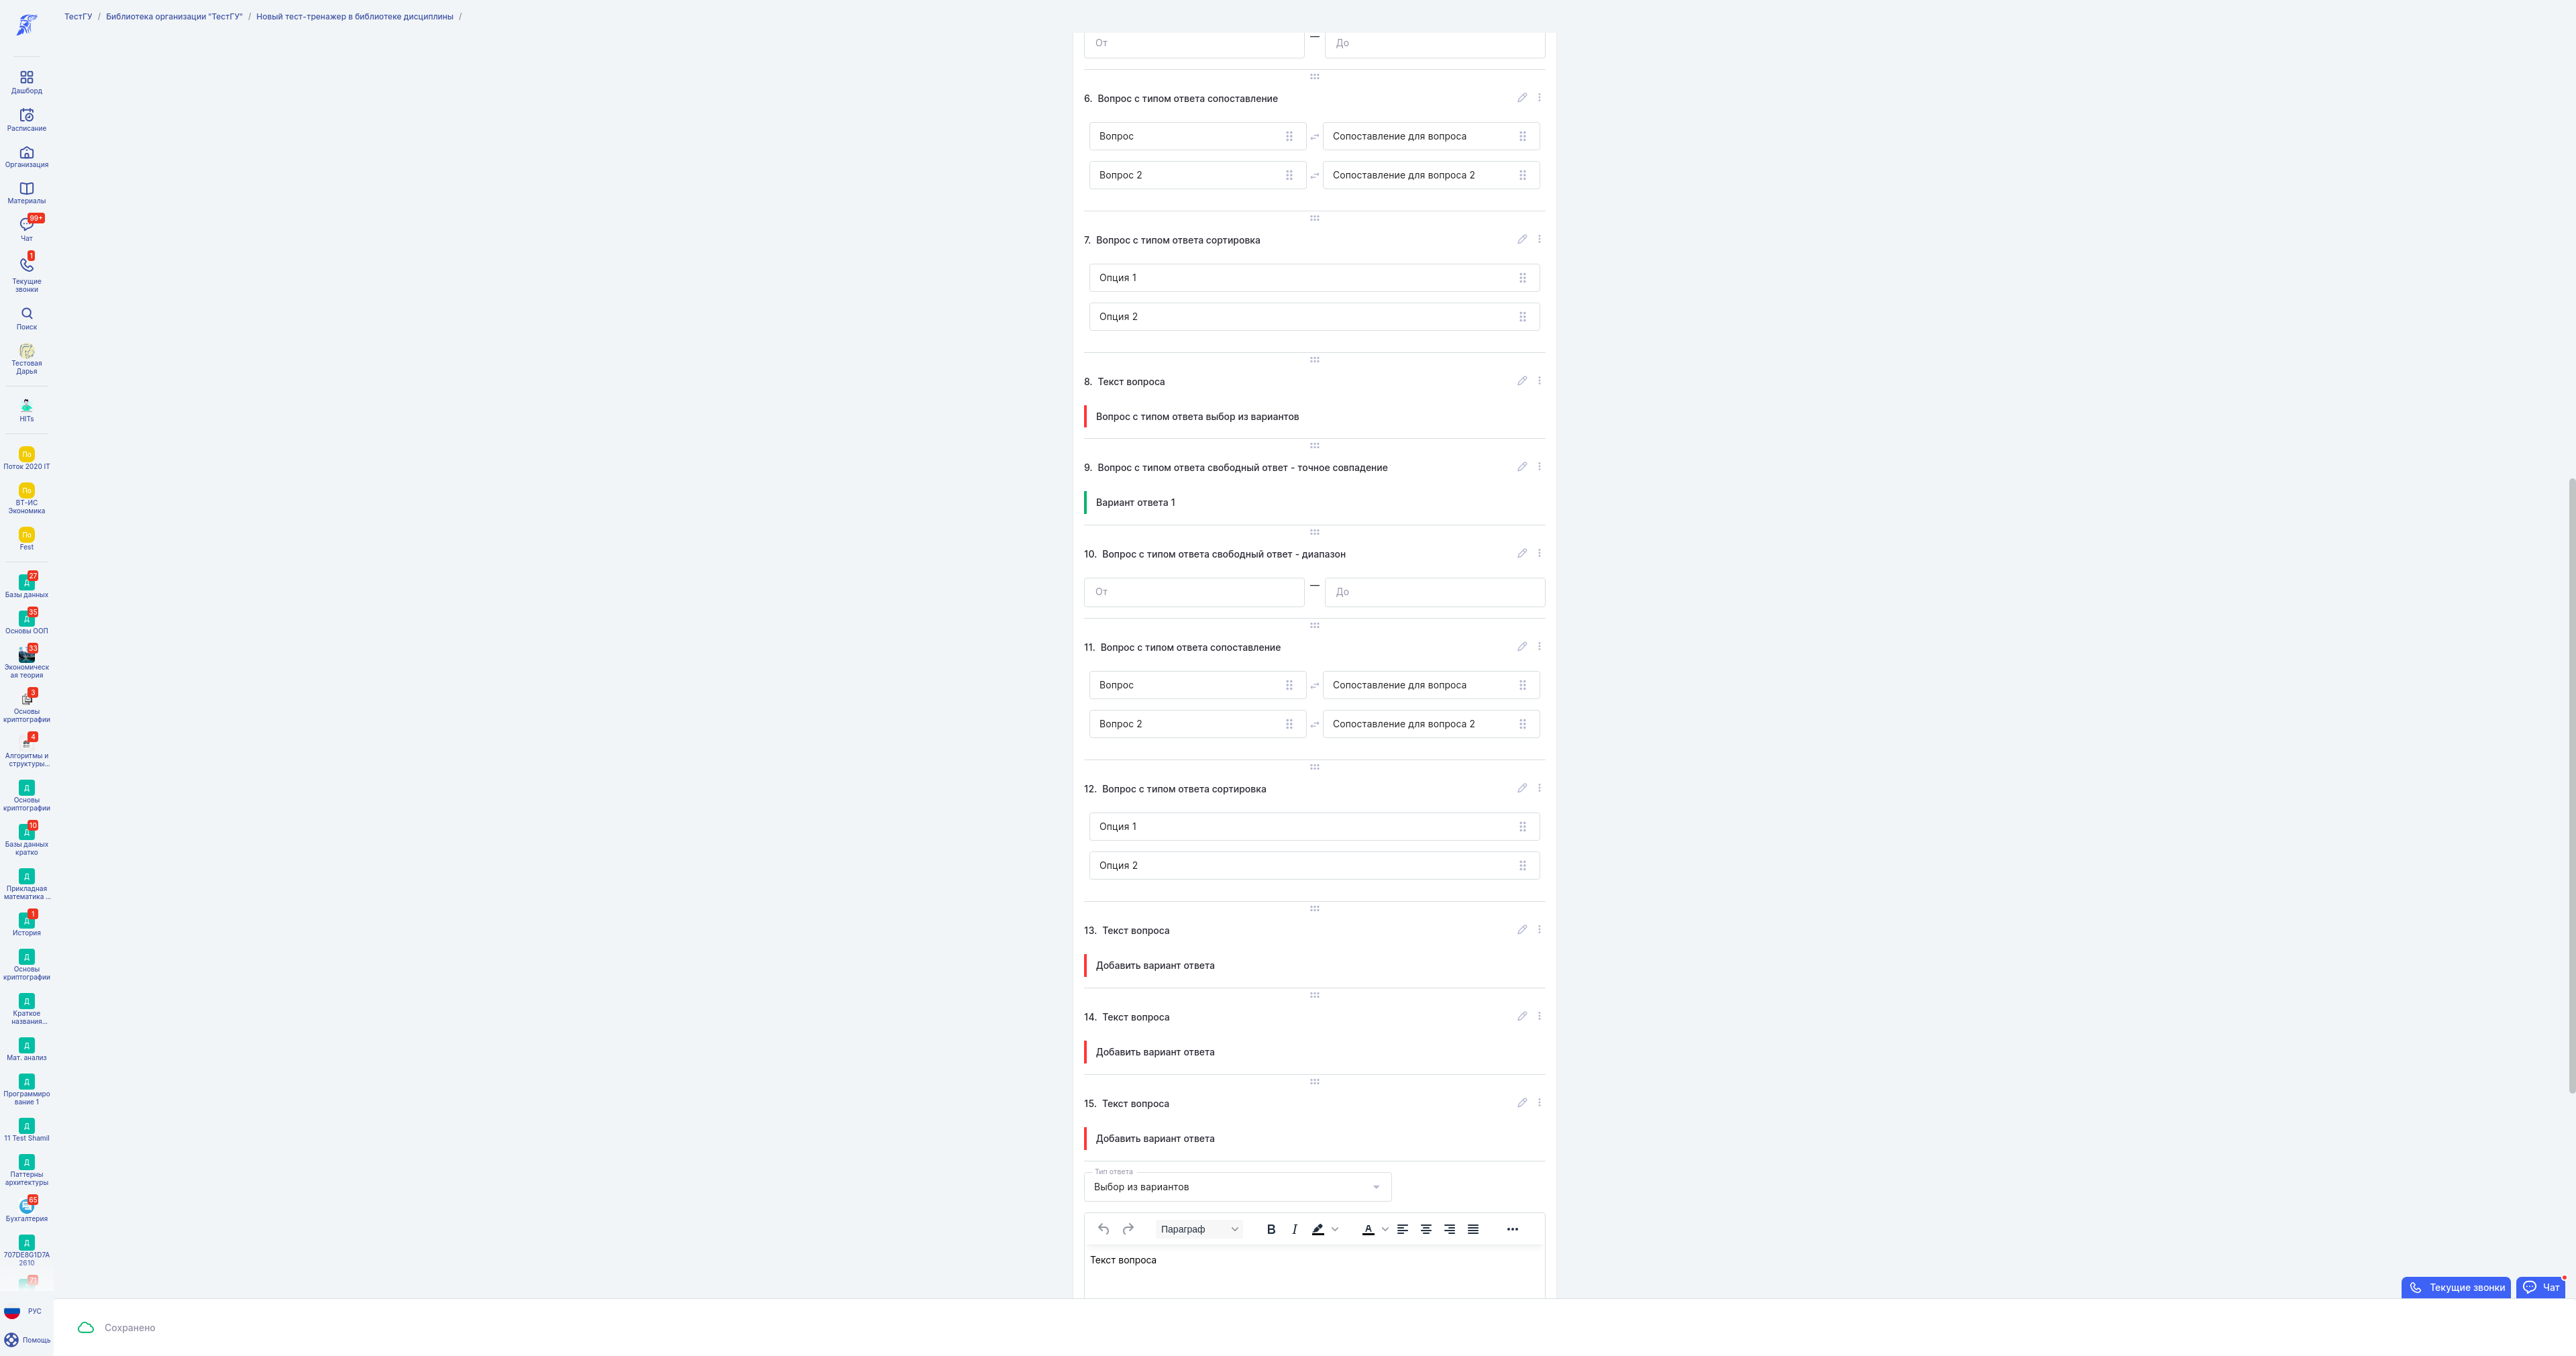 ТестГУ / Библиотека организации "ТестГУ" / Новый тест-тренажер в библиотеке дисциплины /
Дашборд
Расписание
Организация
Материалы
99+
Чат
1
Текущие
звонки
Поиск
Тестовая
Дарья
HITs
По
Поток 2020 IT
По
ВТ-ИС
Экономика
По
Fest
Д
27
Базы данных
Д
35
Основы ООП
33
Экономическ
ая теория
3
Основы
криптографии
4
Алгоритмы и
структуры...
Д
Основы
криптографии
Д
10
Базы данных
кратко
Д
Прикладная
математика ...
Д
1
История
Д
Основы
криптографии
Д
Краткое
названия...
Д
Мат. анализ
Д
Программиро
вание 1
Д
11 Test Shamil
Д
Паттерны
архитектуры
65
Бухгалтерия
Д
707DE8G1D7A
2610
РУС
Помощь
От — До
6. Вопрос с типом ответа сопоставление
Вопрос Сопоставление для вопроса
Вопрос 2 Сопоставление для вопроса 2
7. Вопрос с типом ответа сортировка
Опция 1
Опция 2
8. Текст вопроса
Вопрос с типом ответа выбор из вариантов
9. Вопрос с типом ответа свободный ответ - точное совпадение
Вариант ответа 1
10. Вопрос с типом ответа свободный ответ - диапазон
От — До
11. Вопрос с типом ответа сопоставление
Вопрос Сопоставление для вопроса
Вопрос 2 Сопоставление для вопроса 2
12. Вопрос с типом ответа сортировка
Опция 1
Опция 2
13. Текст вопроса
Добавить вариант ответа
14. Текст вопроса
Добавить вариант ответа
15. Текст вопроса
Добавить вариант ответа
Тип ответа
Выбор из вариантов
Параграф B I A
Текст вопроса
Текущие звонки Чат
Сохранено